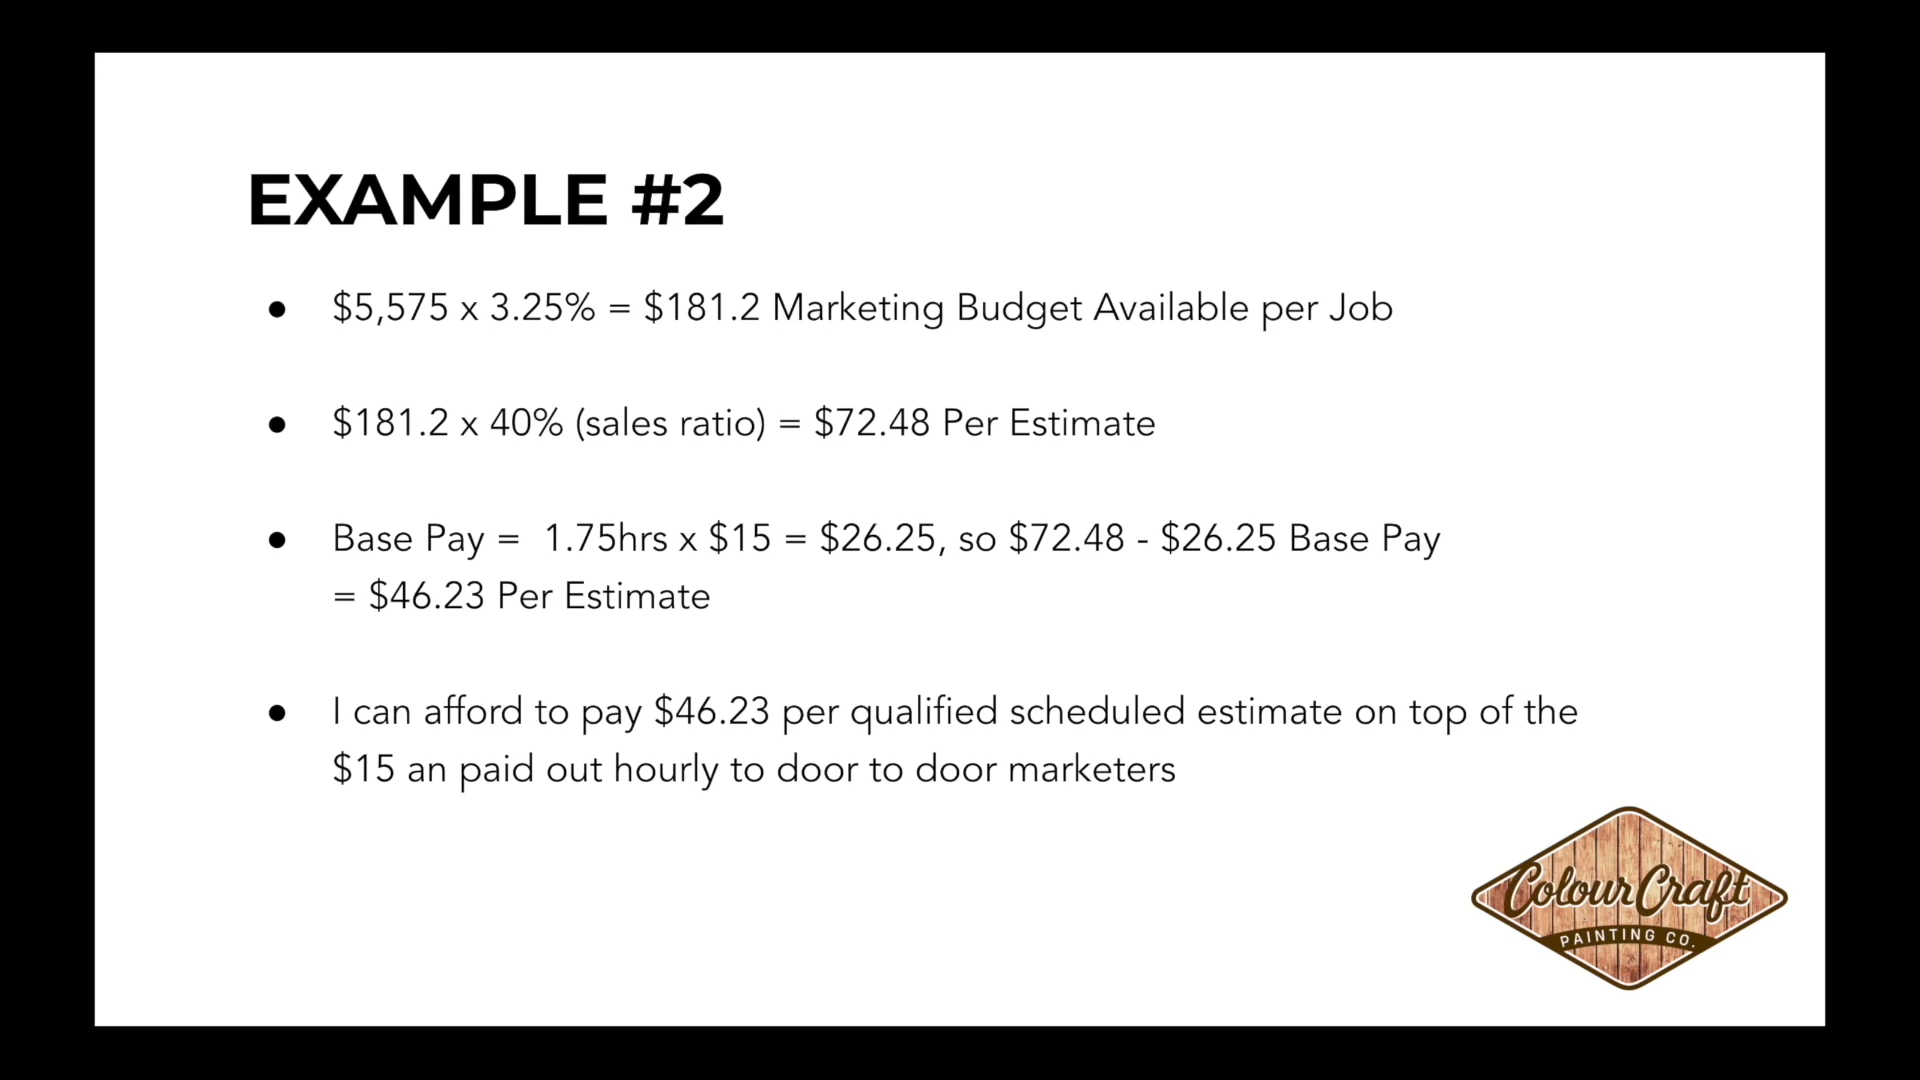 EXAMPLE #2
● $5,575 x 3.25% = $181.2 Marketing Budget Available per Job
● $181.2 x 40% (sales ratio) = $72.48 Per Estimate
● Base Pay = 1.75hrs x $15 = $26.25, so $72.48 - $26.25 Base Pay
= $46.23 Per Estimate
● I can afford to pay $46.23 per qualified scheduled estimate on top of the
$15 an paid out hourly to door to door marketers
Colour Craft
PAINTING CO.